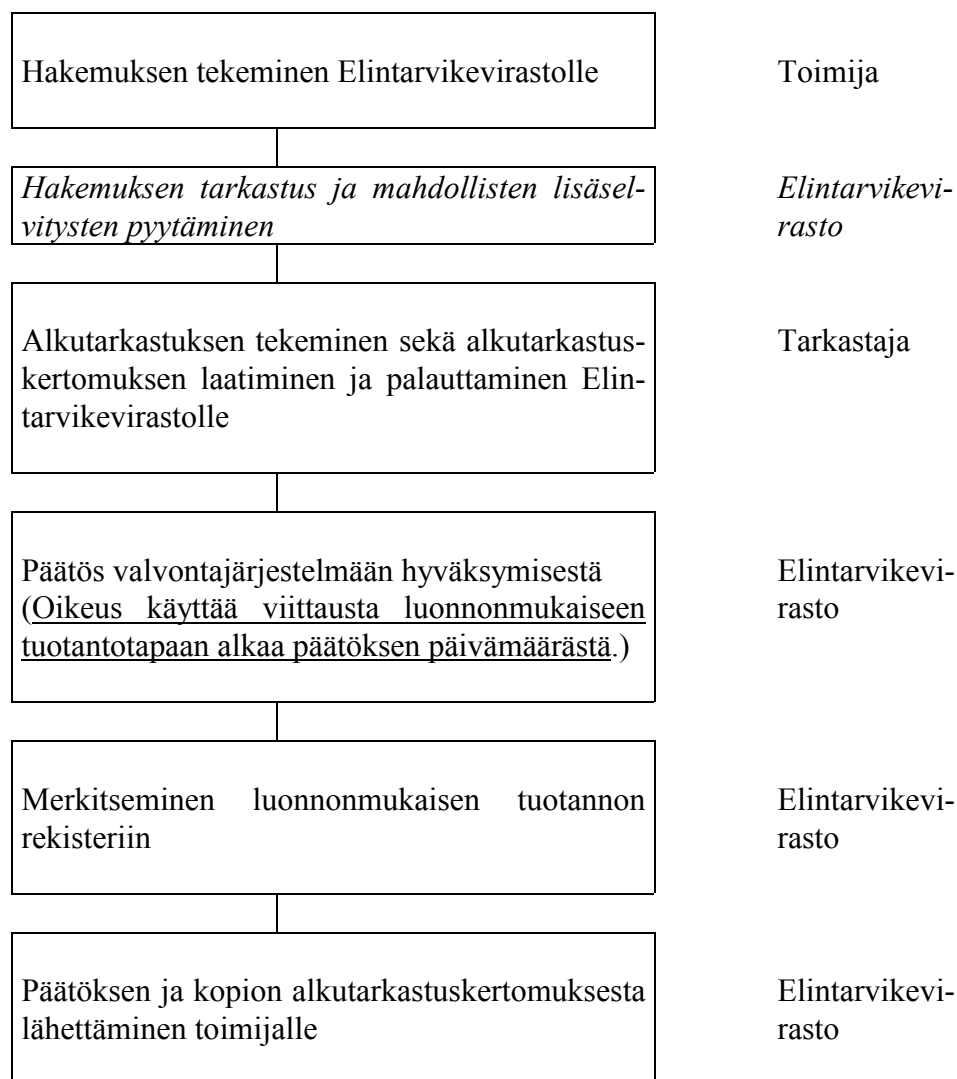 Hakemuksen tekeminen Elintarvikevirastolle
Toimija
Hakemuksen tarkastus ja mahdollisten lisäsel-
vitysten pyytäminen
Elintarvikevi-
rasto
Alkutarkastuksen tekeminen sekä alkutarkastus-
kertomuksen laatiminen ja palauttaminen Elin-
tarvikevirastolle
Tarkastaja
Päätös valvontajärjestelmään hyväksymisestä
(Oikeus käyttää viittausta luonnonmukaiseen
tuotantotapaan alkaa päätöksen päivämäärästä.)
Elintarvikevi-
rasto
Merkitseminen luonnonmukaisen tuotannon
rekisteriin
Elintarvikevi-
rasto
Päätöksen ja kopion alkutarkastuskertomuksesta
lähettäminen toimijalle
Elintarvikevi-
rasto